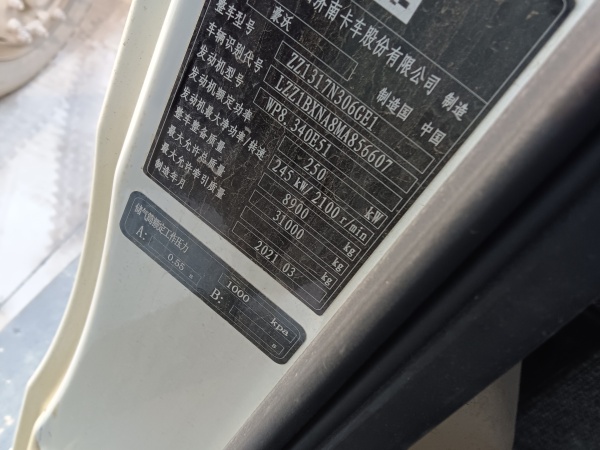 济南卡车股份有限公司 制造
豪沃
整车型号 ZZ1317N306GE1 制造国 中国
车辆识别代号 LZZ1BXNA8MA856607
发动机型号 WP8.340E51
发动机额定功率 250 kW
发动机最大净功率/转速 245 kW/2100 r/min
整车整备质量 8900 kg
最大允许总质量 31000 kg
最大允许牵引质量 kg
制造年月 2021.03
储气筒额定工作压力 1000 kpa
A: 0.55 B: